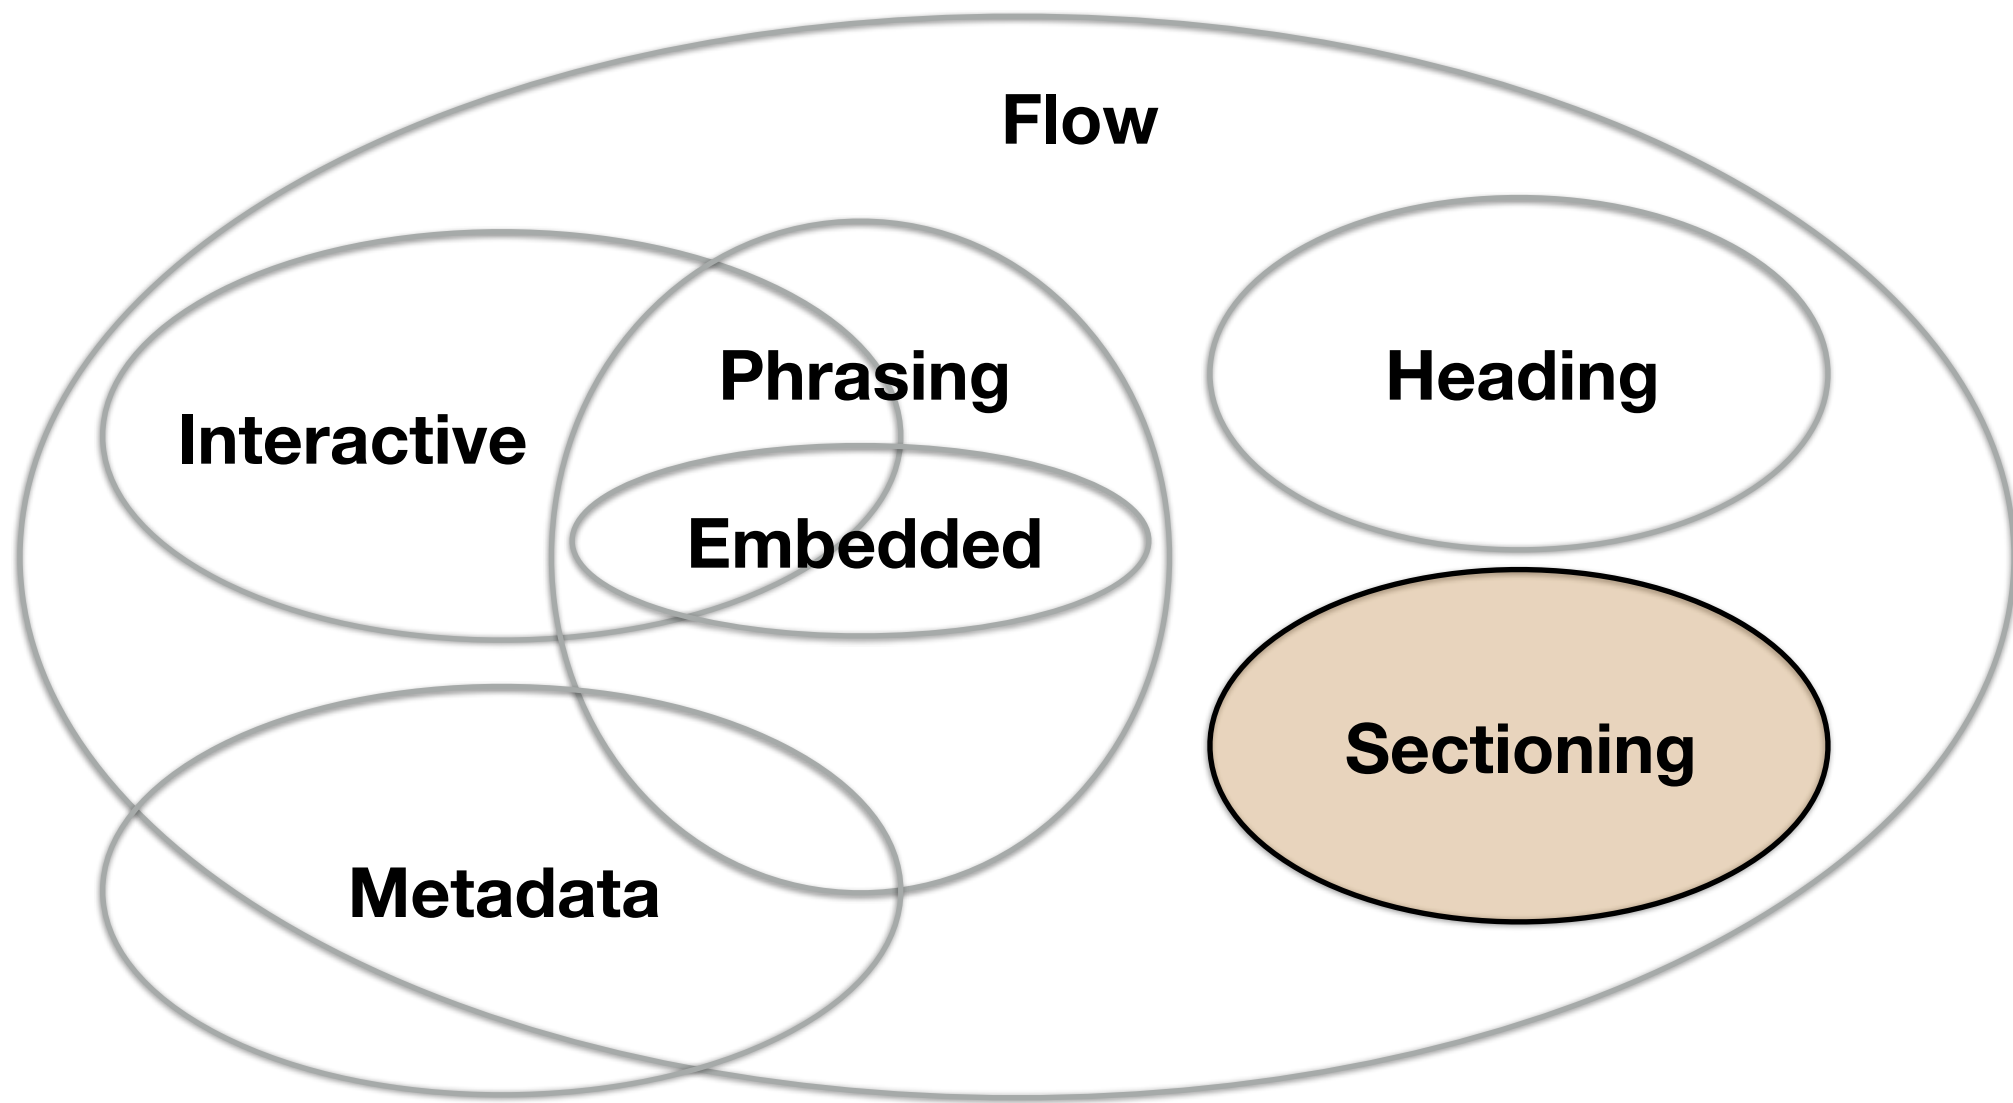 Flow
Phrasing
Heading
Interactive
Embedded
Sectioning
Metadata